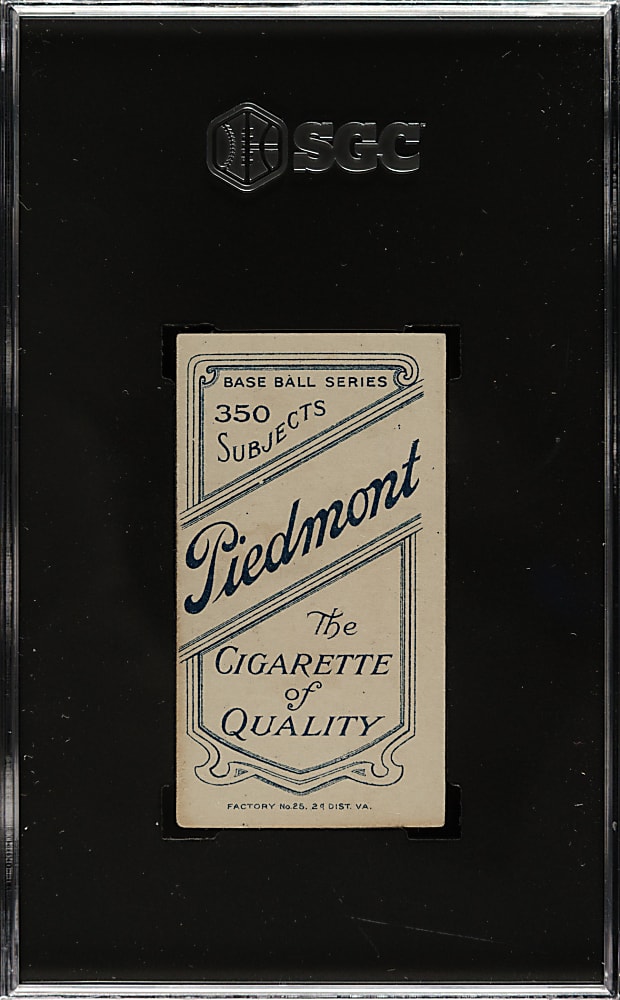 SGC
BASE BALL SERIES
350
SUBJECTS
Piedmont
The
CIGARETTE
of
QUALITY
FACTORY No. 25. 2d DIST. VA.